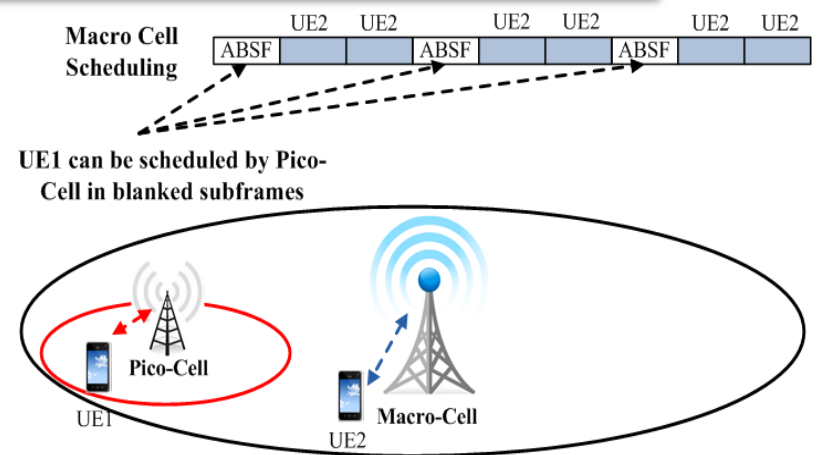 UE2 UE2 UE2 UE2 UE2 UE2
Macro Cell
Scheduling
ABSF ABSF ABSF
UE1 can be scheduled by Pico-
Cell in blanked subframes
Pico-Cell
UE1
Macro-Cell
UE2